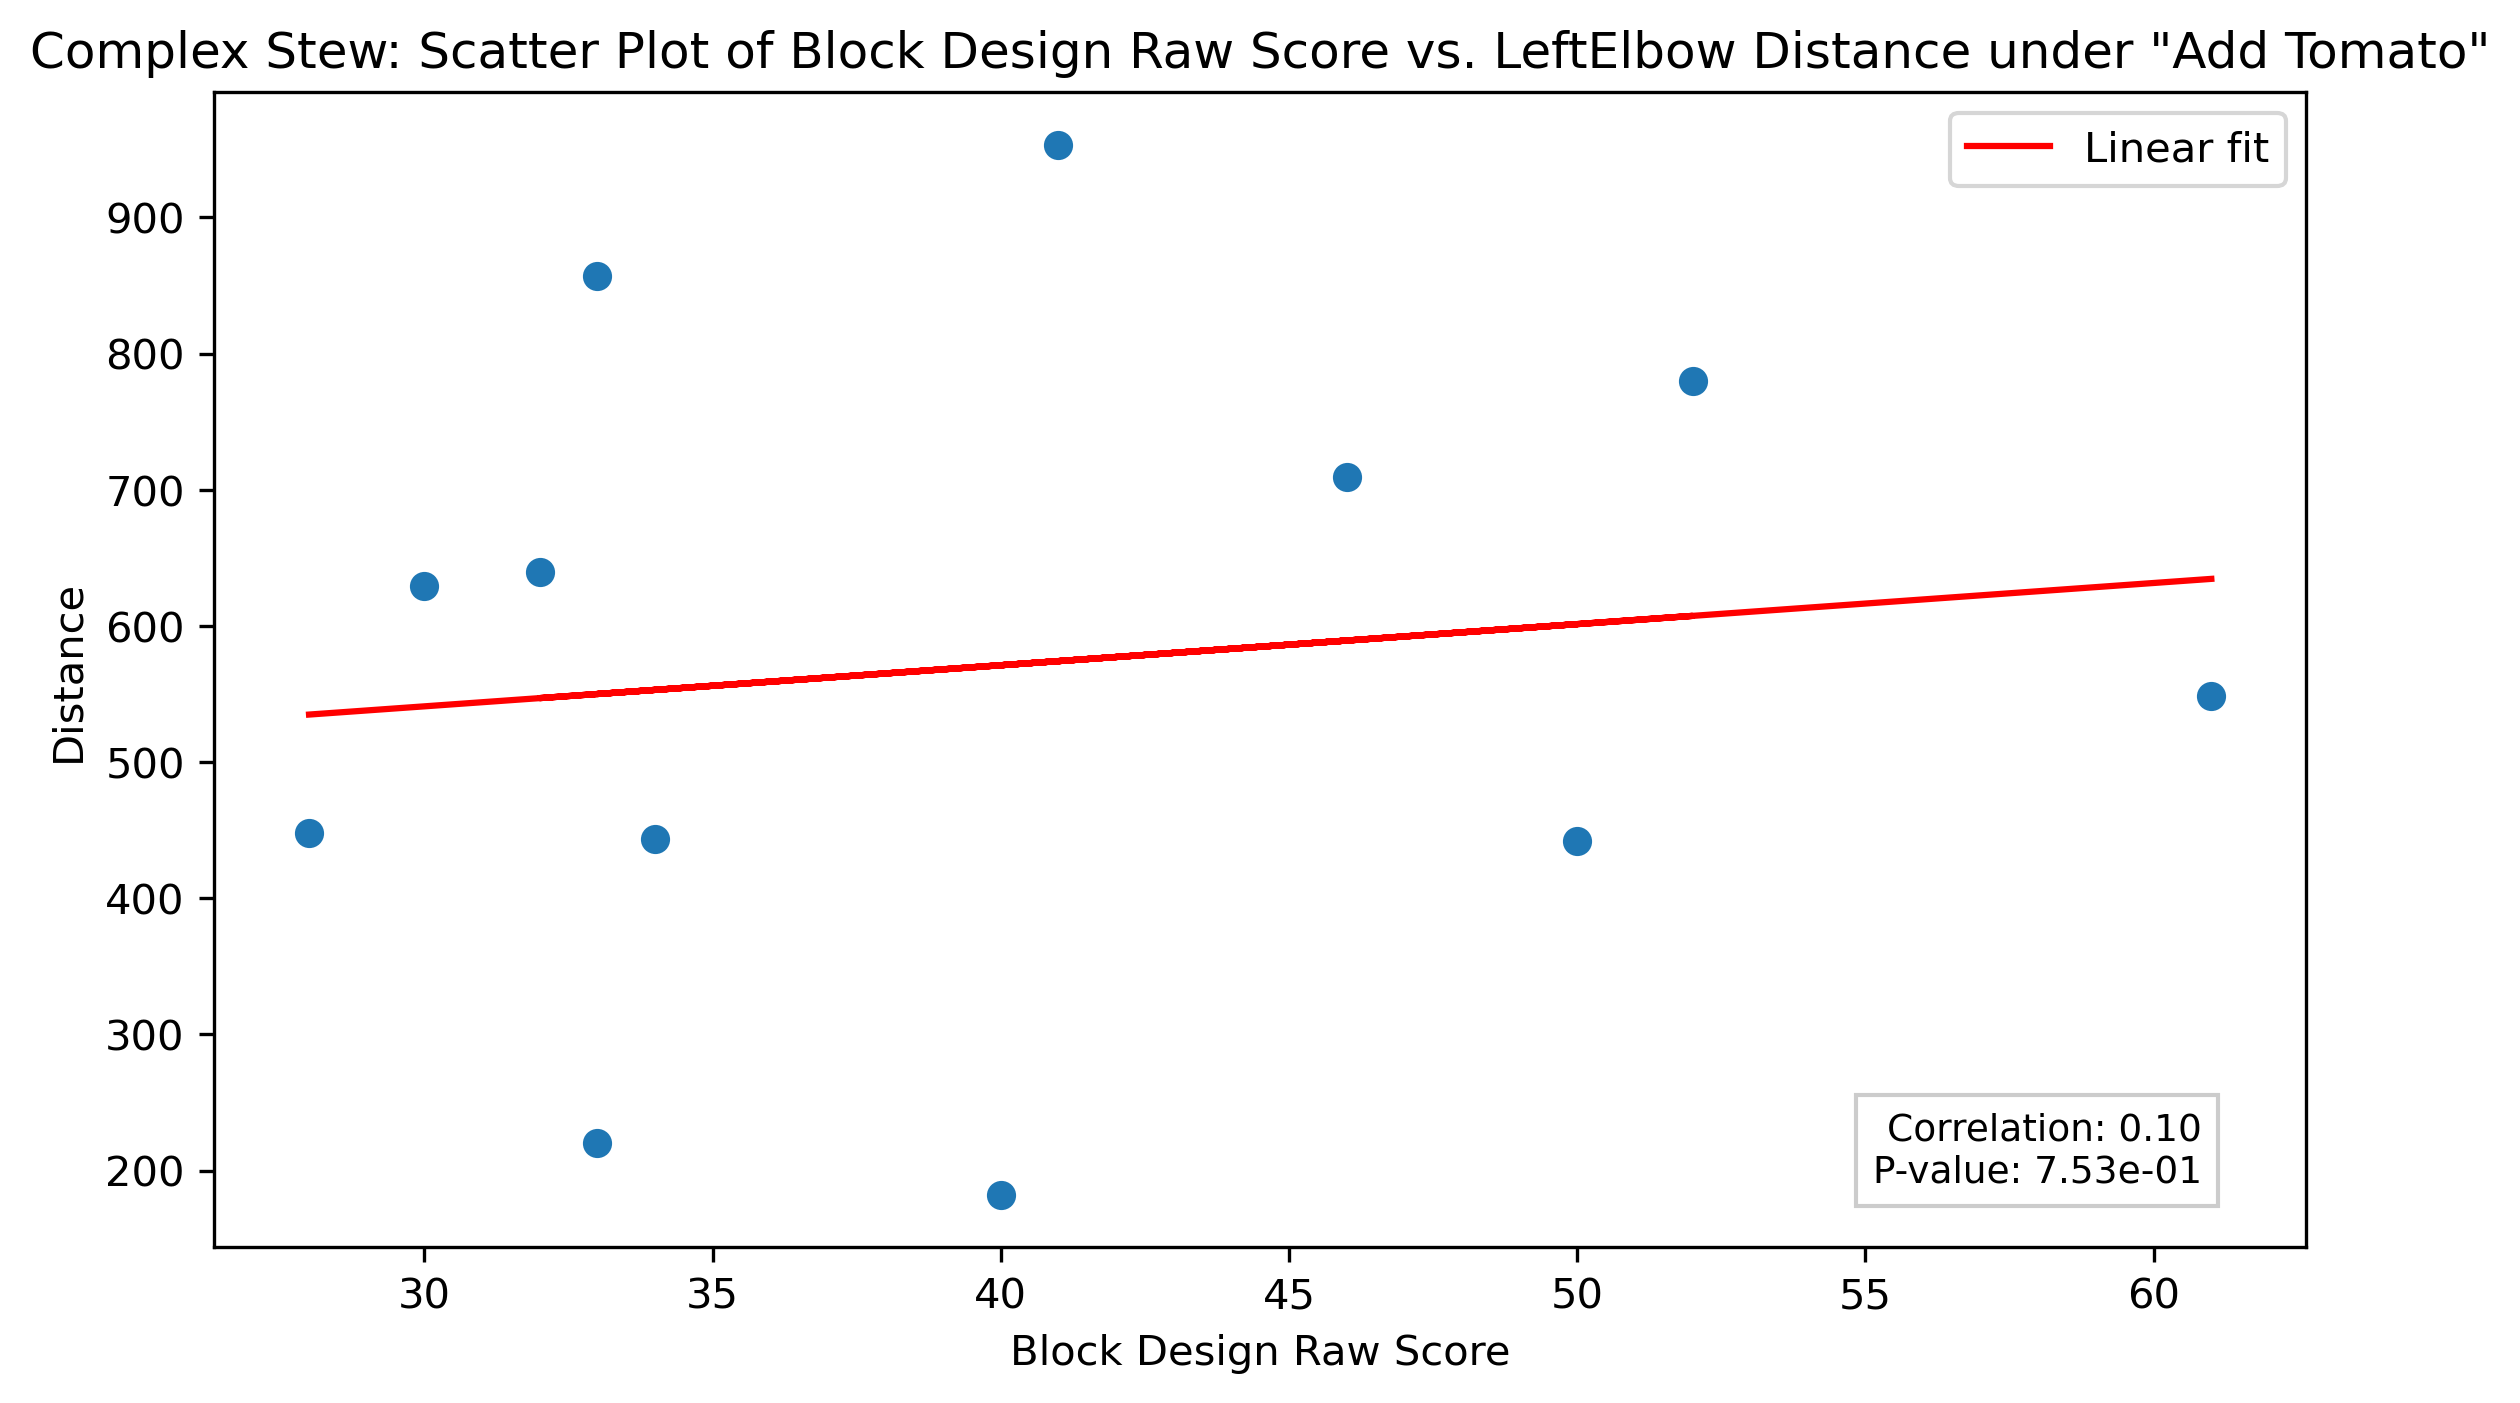 Complex Stew: Scatter Plot of Block Design Raw Score vs. LeftElbow Distance under "Add Tomato"
Linear fit
900
800
700
600
500
400
300
200
Distance
Correlation: 0.10
P-value: 7.53e-01
30 35 40 45 50 55 60
Block Design Raw Score